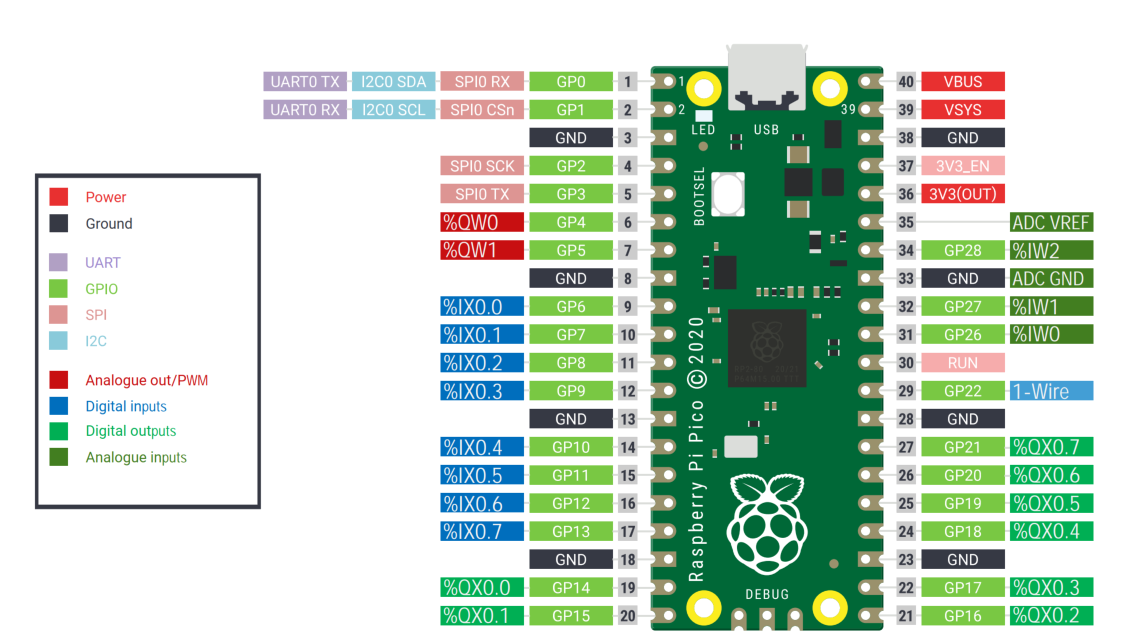 UART0 TX I2C0 SDA SPI0 RX GP0 1 1 40 VBUS
UART0 RX I2C0 SCL SPI0 CSn GP1 2 2 39 39 VSYS
LED USB
GND 3 38 GND
SPI0 SCK GP2 4 37 3V3_EN
SPI0 TX GP3 5 36 3V3(OUT)
BOOTSEL
%QW0 GP4 6 35 ADC VREF
%QW1 GP5 7 34 GP28 %IW2
GND 8 33 GND ADC GND
%IX0.0 GP6 9 32 GP27 %IW1
%IX0.1 GP7 10 31 GP26 %IW0
%IX0.2 GP8 11 30 RUN
%IX0.3 GP9 12 29 GP22 1-Wire
GND 13 28 GND
%IX0.4 GP10 14 27 GP21 %QX0.7
%IX0.5 GP11 15 26 GP20 %QX0.6
%IX0.6 GP12 16 25 GP19 %QX0.5
%IX0.7 GP13 17 24 GP18 %QX0.4
GND 18 23 GND
%QX0.0 GP14 19 22 GP17 %QX0.3
%QX0.1 GP15 20 21 GP16 %QX0.2
Raspberry Pi Pico © 2020
DEBUG
Power
Ground
UART
GPIO
SPI
I2C
Analogue out/PWM
Digital inputs
Digital outputs
Analogue inputs